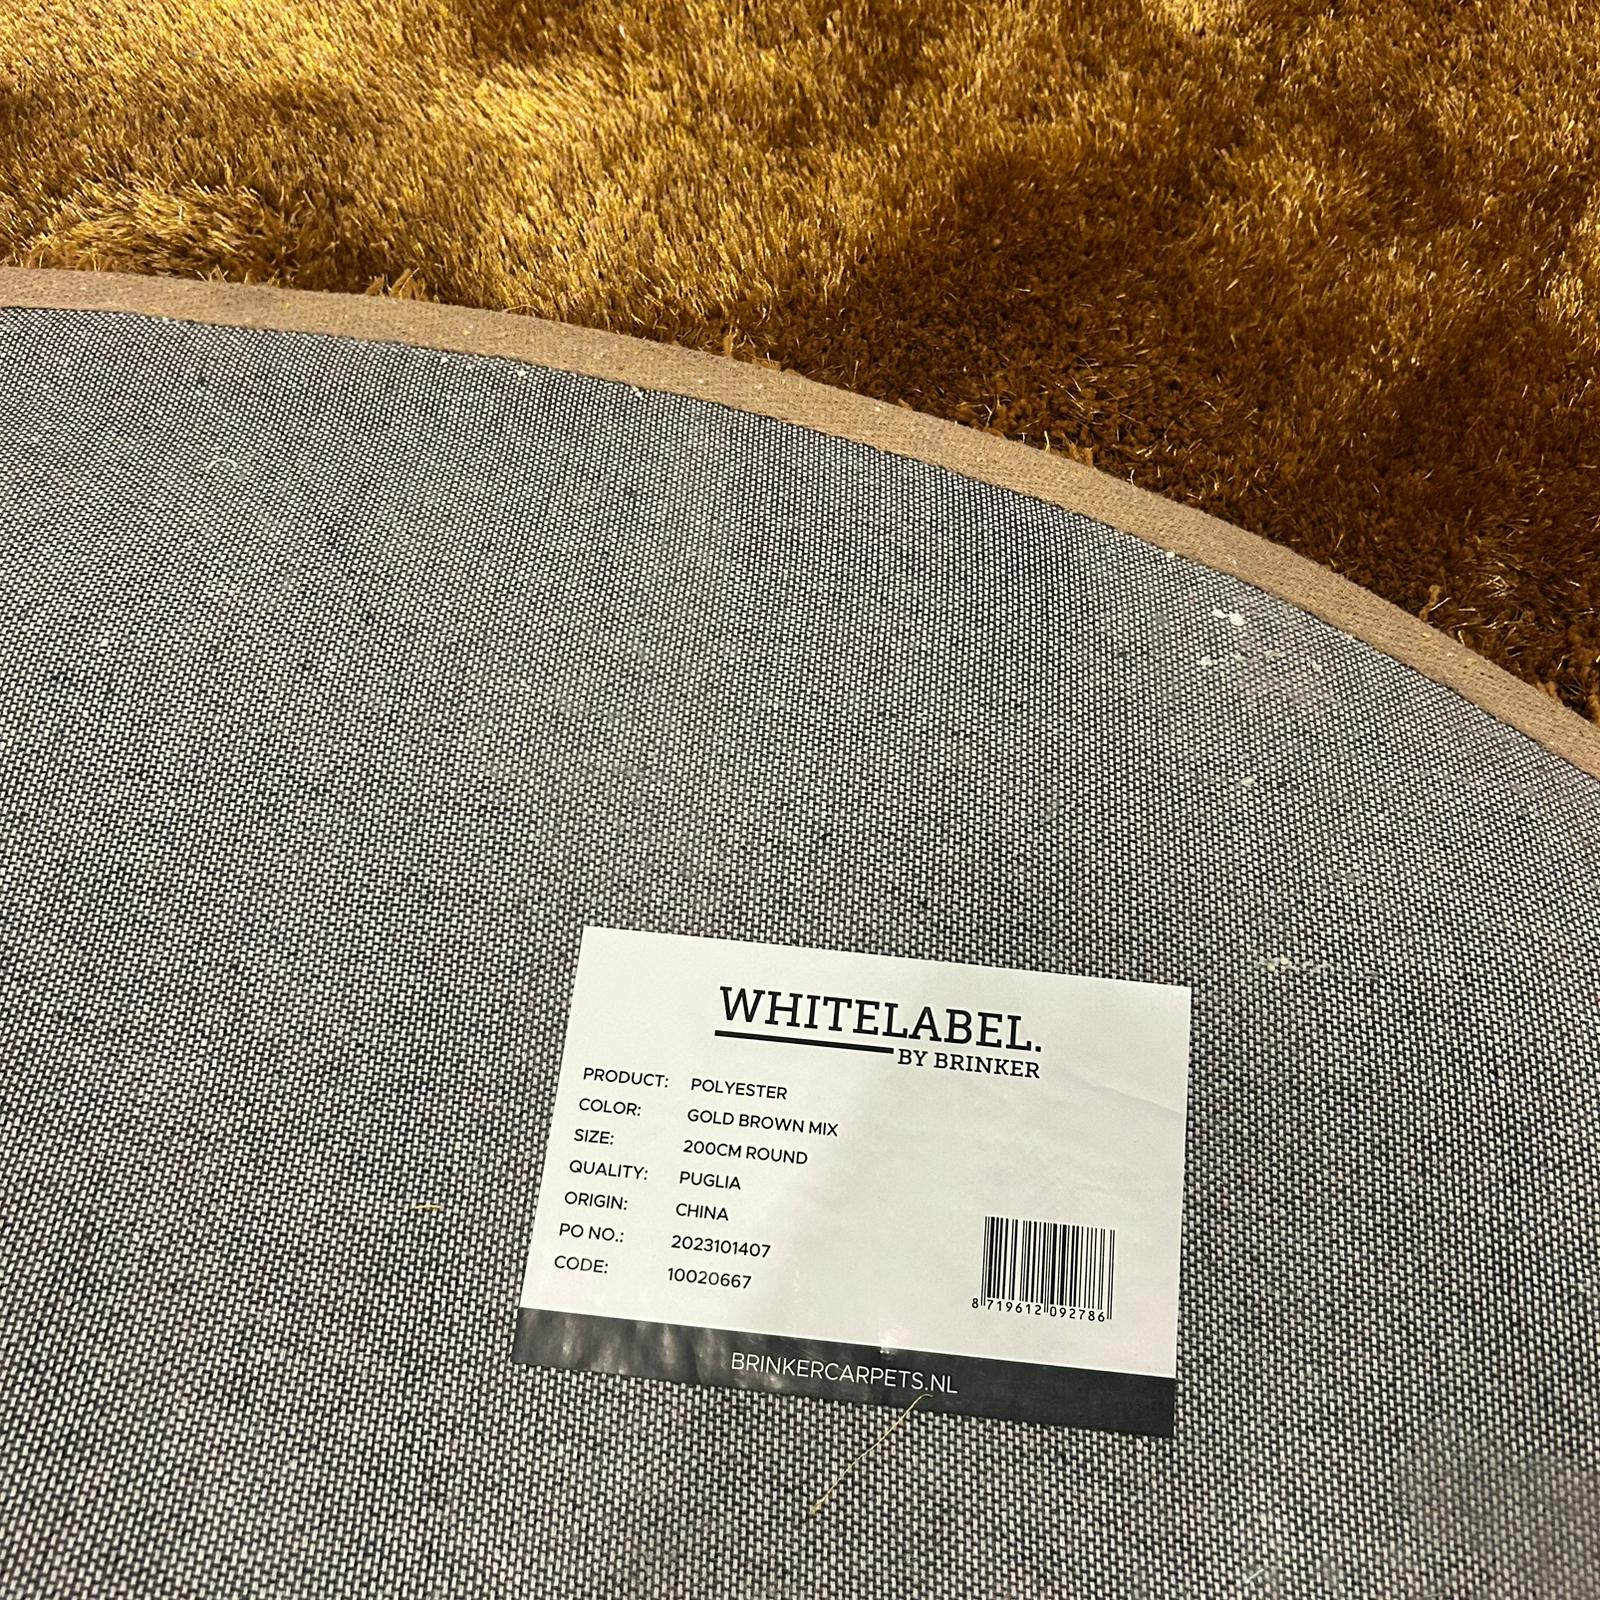 WHITELABEL.
BY BRINKER
PRODUCT: POLYESTER
COLOR: GOLD BROWN MIX
SIZE: 200CM ROUND
QUALITY: PUGLIA
ORIGIN: CHINA
PO NO.: 2023101407
CODE: 10020667
8 719612 092786
BRINKERCARPETS.NL